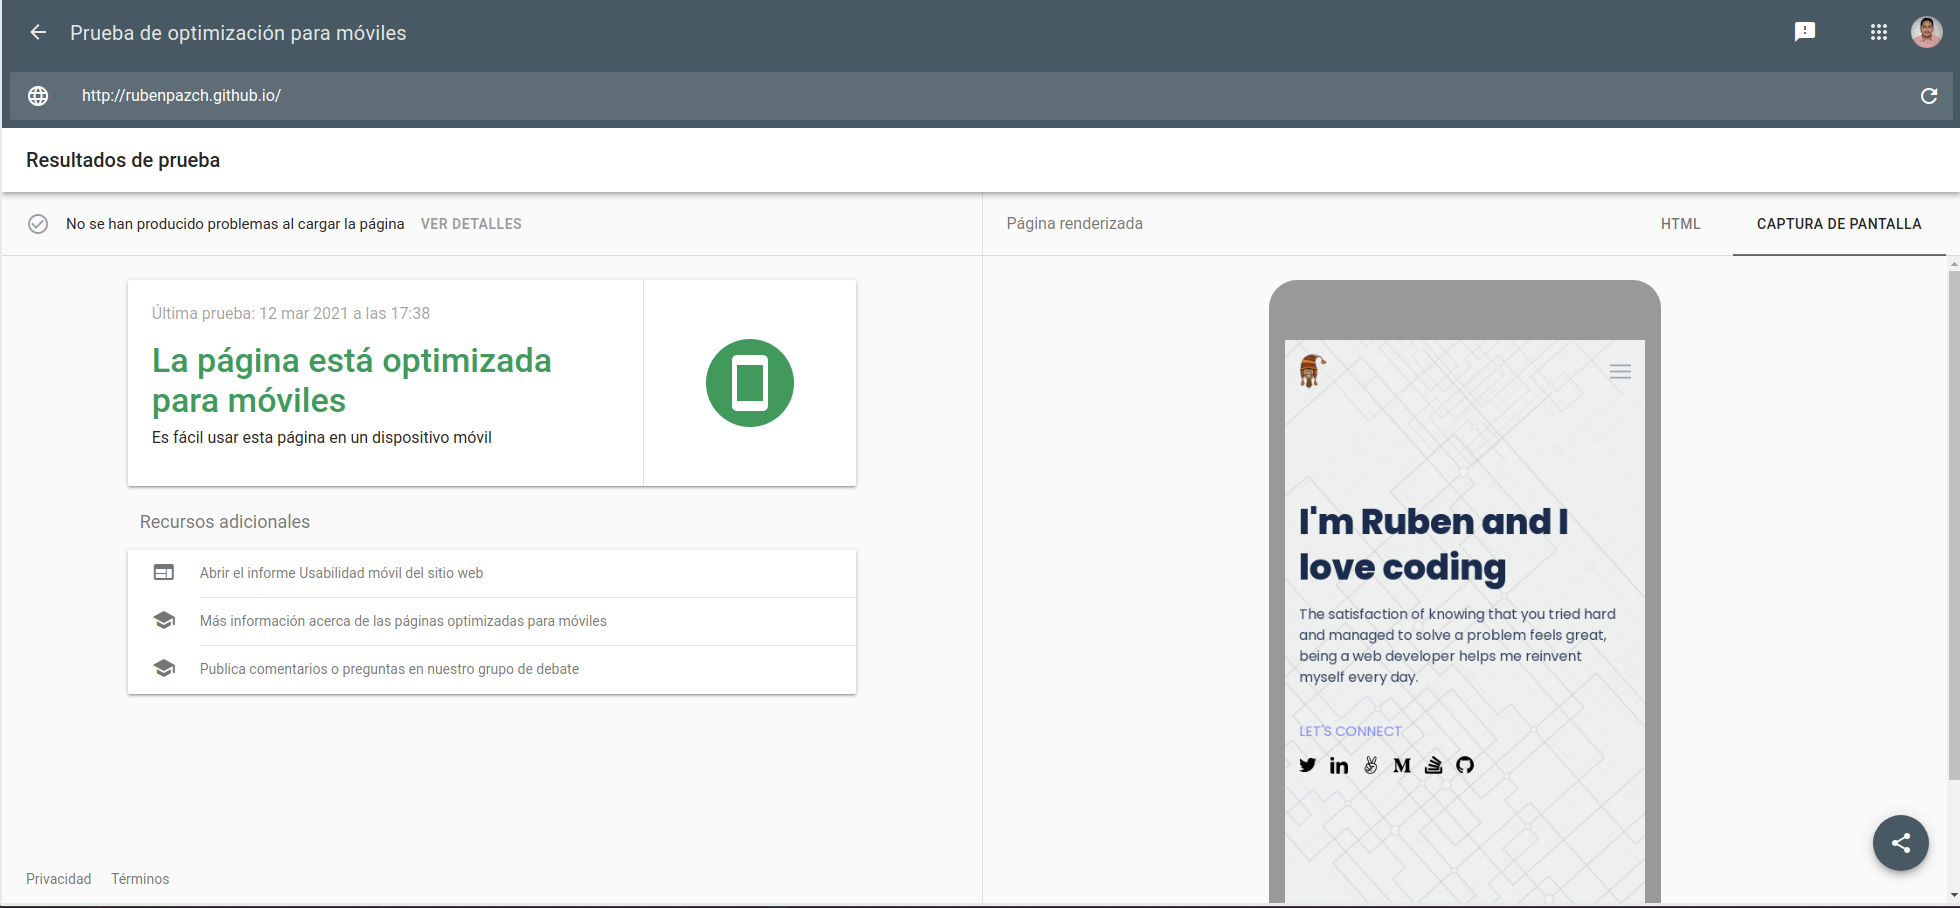 Prueba de optimización para móviles
http://rubenpazch.github.io/
Resultados de prueba
No se han producido problemas al cargar la página VER DETALLES
Última prueba: 12 mar 2021 a las 17:38
La página está optimizada
para móviles
Es fácil usar esta página en un dispositivo móvil
Recursos adicionales
Abrir el informe Usabilidad móvil del sitio web
Más información acerca de las páginas optimizadas para móviles
Publica comentarios o preguntas en nuestro grupo de debate
Privacidad Términos
Página renderizada HTML CAPTURA DE PANTALLA
I'm Ruben and I
love coding
The satisfaction of knowing that you tried hard
and managed to solve a problem feels great,
being a web developer helps me reinvent
myself every day.
LET'S CONNECT